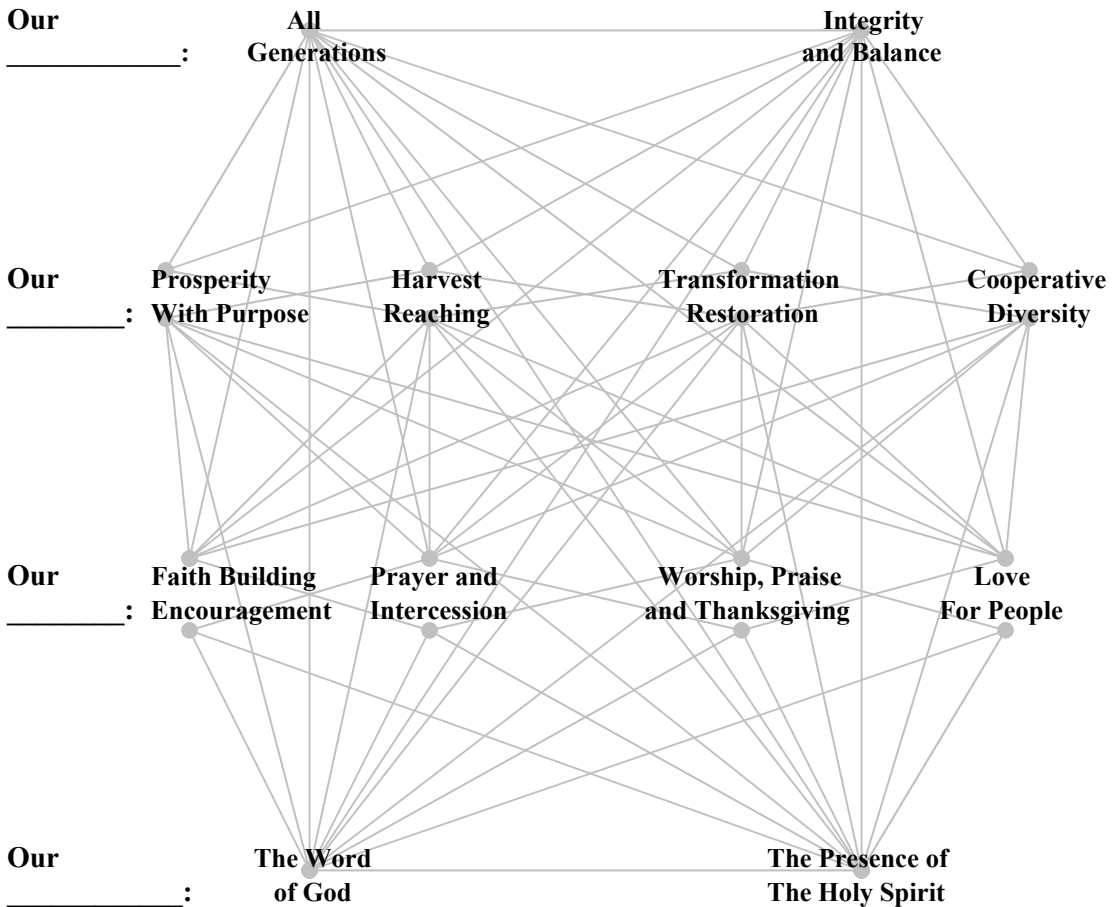 Our All Integrity
____________: Generations and Balance
Our Prosperity Harvest Transformation Cooperative
________: With Purpose Reaching Restoration Diversity
Our Faith Building Prayer and Worship, Praise Love
________: Encouragement Intercession and Thanksgiving For People
Our The Word The Presence of
____________: of God The Holy Spirit